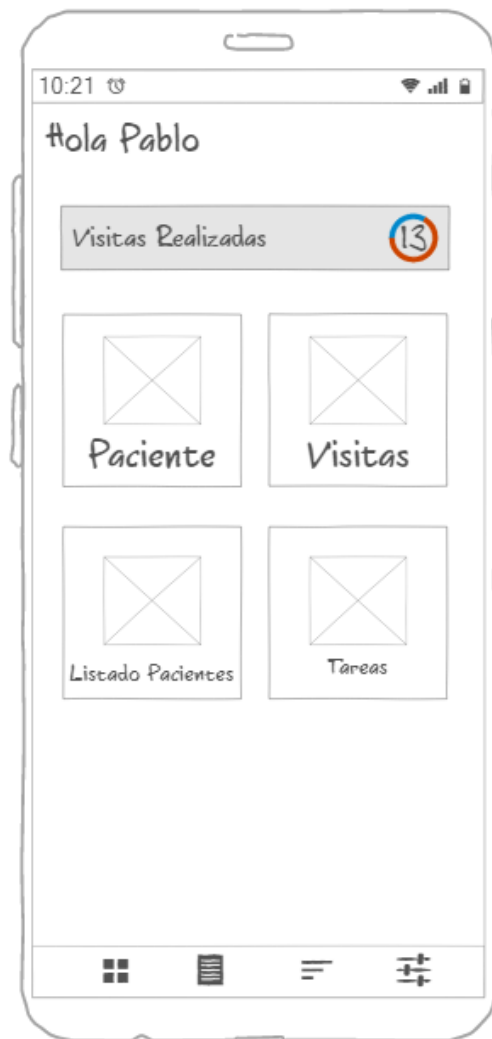 10:21
Hola Pablo
Visitas Realizadas 13
Paciente Visitas
Listado Pacientes Tareas